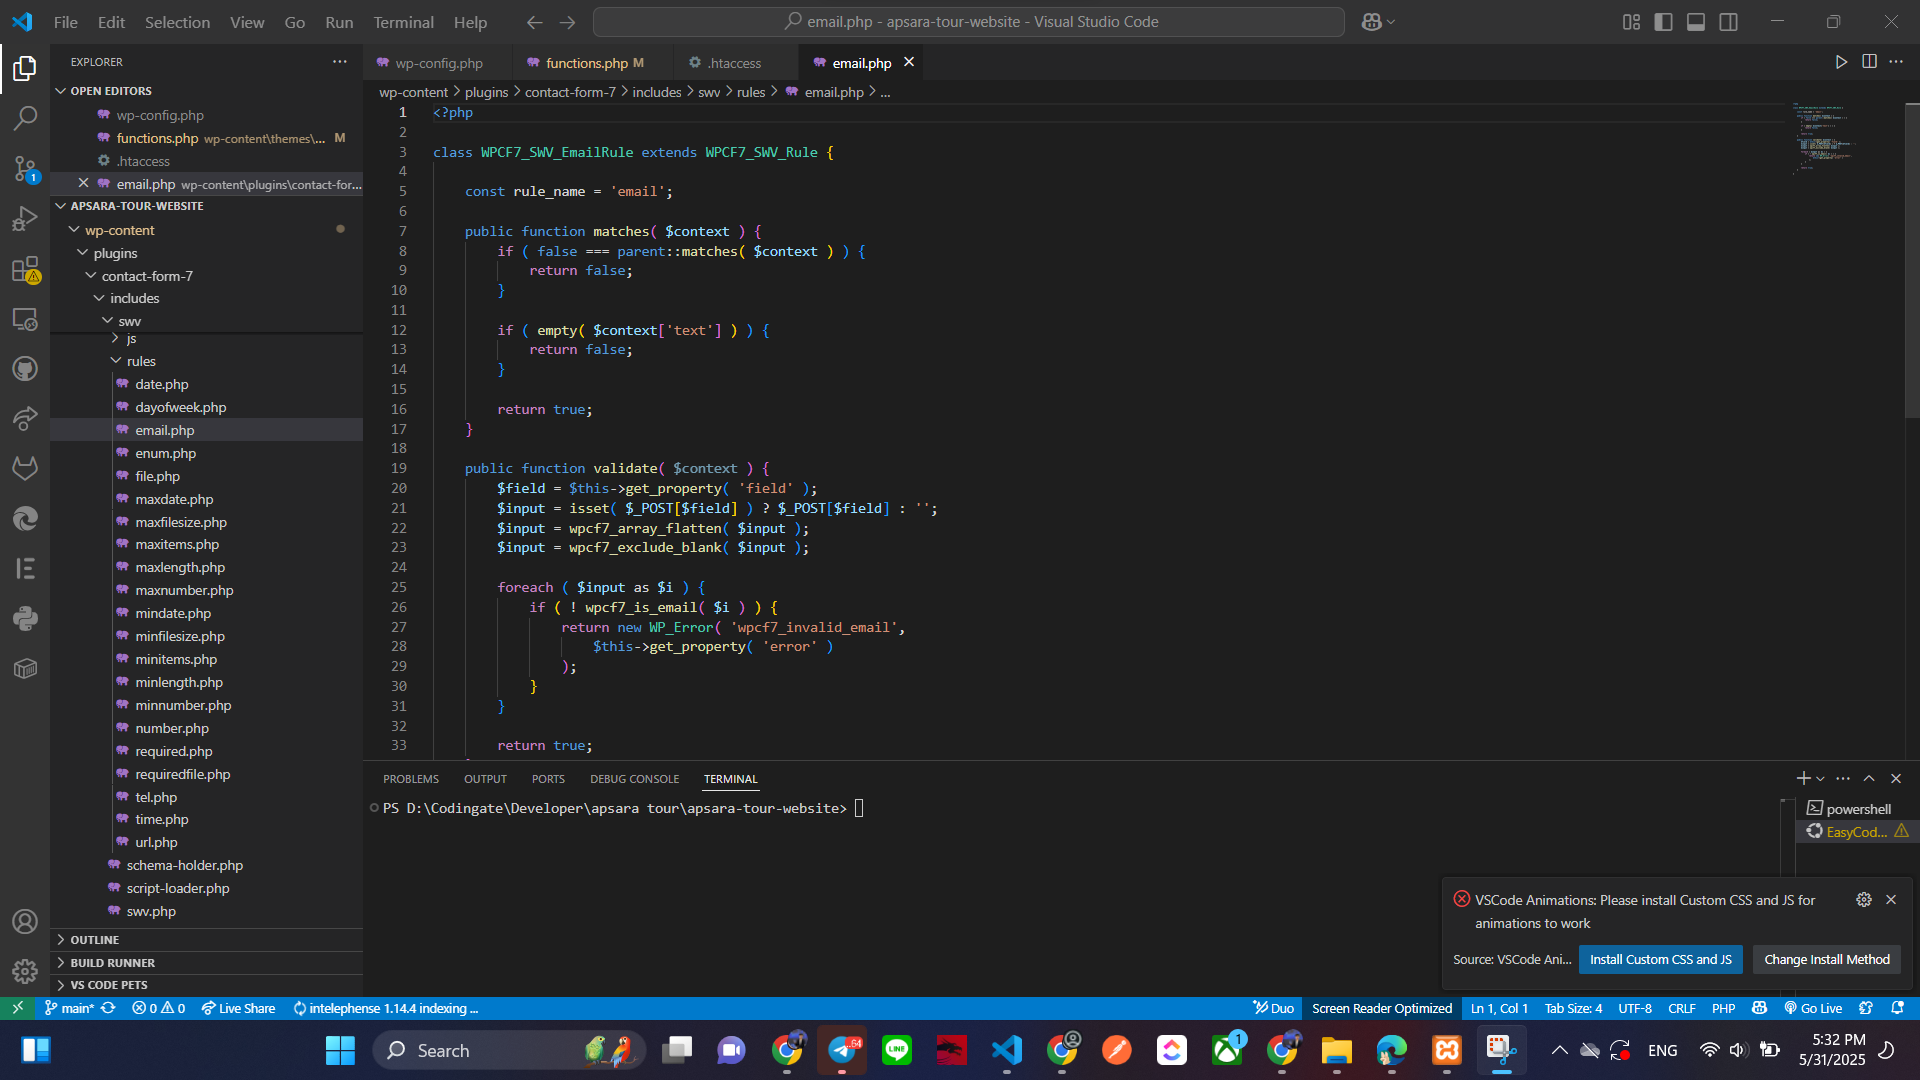 File Edit Selection View Go Run Terminal Help
email.php - apsara-tour-website - Visual Studio Code
EXPLORER
OPEN EDITORS
wp-config.php
functions.php wp-content\themes\... M
.htaccess
email.php wp-content\plugins\contact-for...
APSARA-TOUR-WEBSITE
wp-content
plugins
contact-form-7
includes
swv
js
rules
date.php
dayofweek.php
email.php
enum.php
file.php
maxdate.php
maxfilesize.php
maxitems.php
maxlength.php
maxnumber.php
mindate.php
minfilesize.php
minitems.php
minlength.php
minnumber.php
number.php
required.php
requiredfile.php
tel.php
time.php
url.php
schema-holder.php
script-loader.php
swv.php
OUTLINE
BUILD RUNNER
VS CODE PETS
wp-config.php functions.php M .htaccess email.php
wp-content > plugins > contact-form-7 > includes > swv > rules > email.php > ...
1 <?php
2
3 class WPCF7_SWV_EmailRule extends WPCF7_SWV_Rule {
4
5 const rule_name = 'email';
6
7 public function matches( $context ) {
8 if ( false === parent::matches( $context ) ) {
9 return false;
10 }
11
12 if ( empty( $context['text'] ) ) {
13 return false;
14 }
15
16 return true;
17 }
18
19 public function validate( $context ) {
20 $field = $this->get_property( 'field' );
21 $input = isset( $_POST[$field] ) ? $_POST[$field] : '';
22 $input = wpcf7_array_flatten( $input );
23 $input = wpcf7_exclude_blank( $input );
24
25 foreach ( $input as $i ) {
26 if ( ! wpcf7_is_email( $i ) ) {
27 return new WP_Error( 'wpcf7_invalid_email',
28 $this->get_property( 'error' )
29 );
30 }
31 }
32
33 return true;
PROBLEMS OUTPUT PORTS DEBUG CONSOLE TERMINAL
PS D:\Codingate\Developer\apsara tour\apsara-tour-website>
powershell
EasyCod...
VSCode Animations: Please install Custom CSS and JS for
animations to work
Source: VSCode Ani... Install Custom CSS and JS Change Install Method
main* 0 0 Live Share intelephense 1.14.4 indexing ... Duo Screen Reader Optimized Ln 1, Col 1 Tab Size: 4 UTF-8 CRLF PHP Go Live
Search
LINE
ENG
5:32 PM
5/31/2025